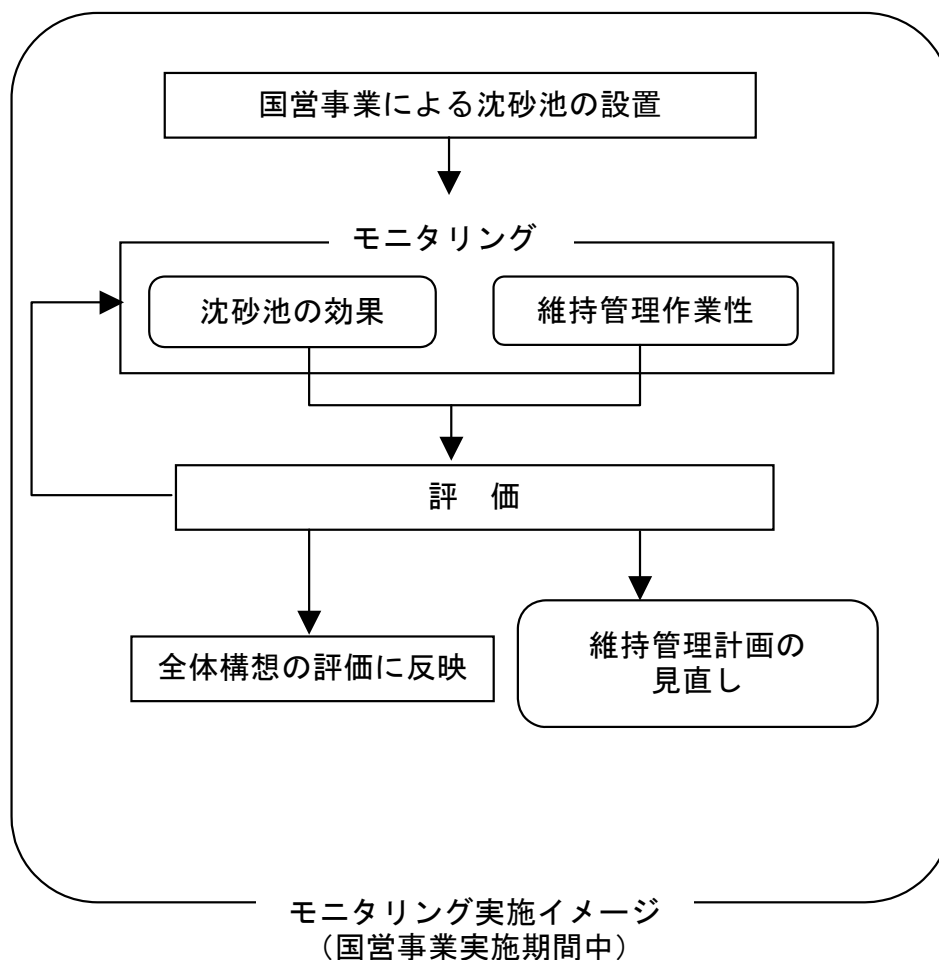 国営事業による沈砂池の設置
モニタリング
沈砂池の効果
維持管理作業性
評　価
全体構想の評価に反映
維持管理計画の
見直し
モニタリング実施イメージ
（国営事業実施期間中）